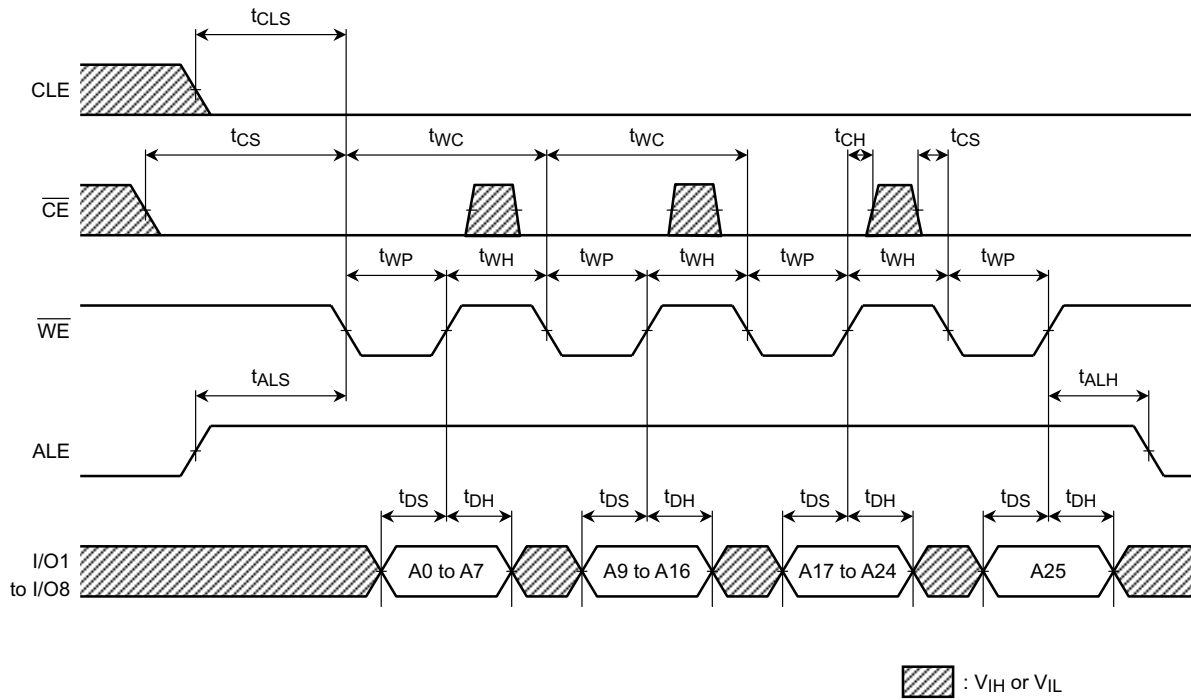 tCLS
CLE
tCS tWC tWC tCH tCS
CE
tWP tWH tWP tWH tWP tWH tWP
WE
tALS tALH
ALE
tDS tDH tDS tDH tDS tDH tDS tDH
I/O1
to I/O8
A0 to A7 A9 to A16 A17 to A24 A25
: VIH or VIL